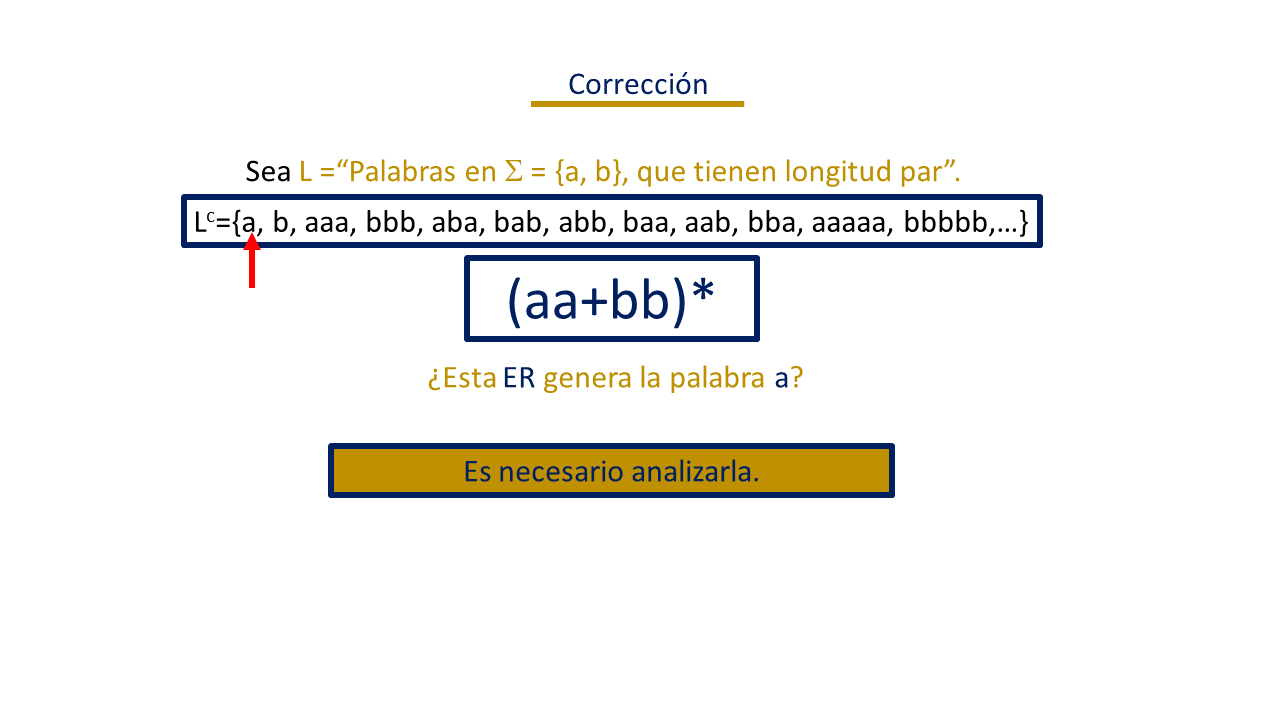 Corrección
Sea L =“Palabras en Σ = {a, b}, que tienen longitud par”.
Lᶜ={a, b, aaa, bbb, aba, bab, abb, baa, aab, bba, aaaaa, bbbbb,...}
(aa+bb)*
¿Esta ER genera la palabra a?
Es necesario analizarla.